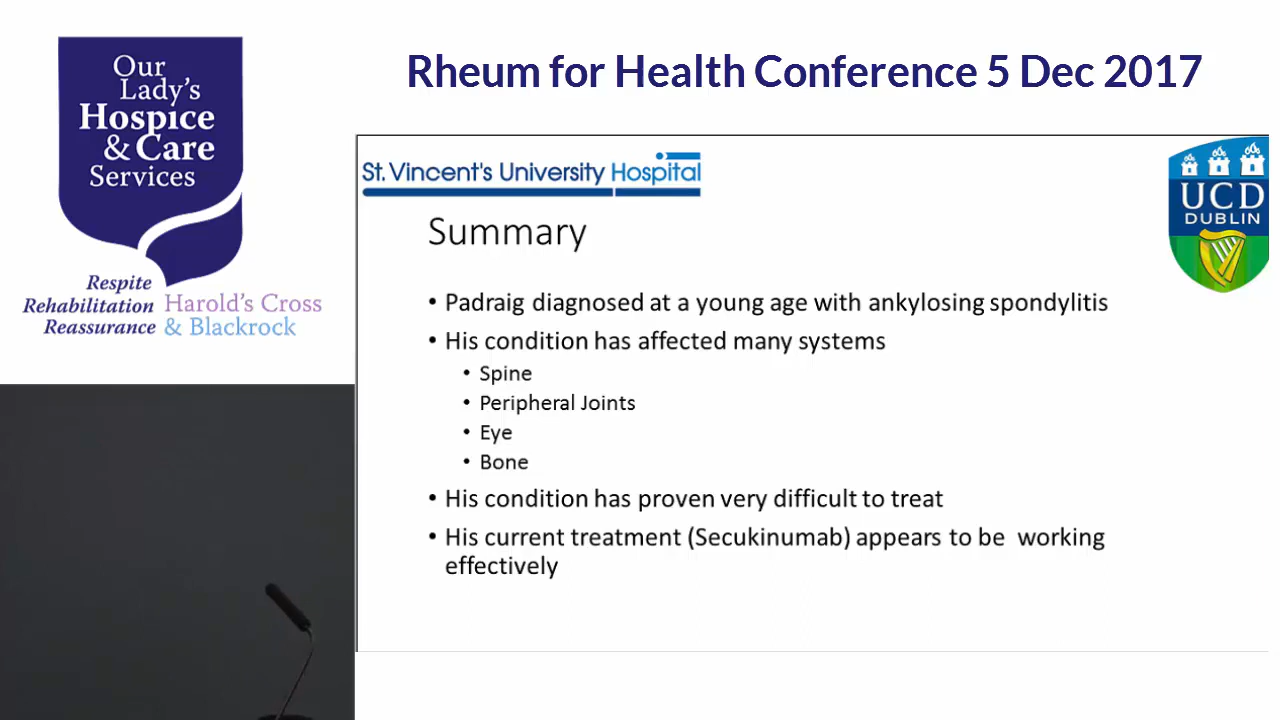 Our
Lady's
Hospice
& Care
Services
Respite
Rehabilitation
Reassurance
Harold's Cross
& Blackrock
Rheum for Health Conference 5 Dec 2017
St. Vincent's University Hospital
UCD
DUBLIN
Summary
• Padraig diagnosed at a young age with ankylosing spondylitis
• His condition has affected many systems
• Spine
• Peripheral Joints
• Eye
• Bone
• His condition has proven very difficult to treat
• His current treatment (Secukinumab) appears to be working
effectively